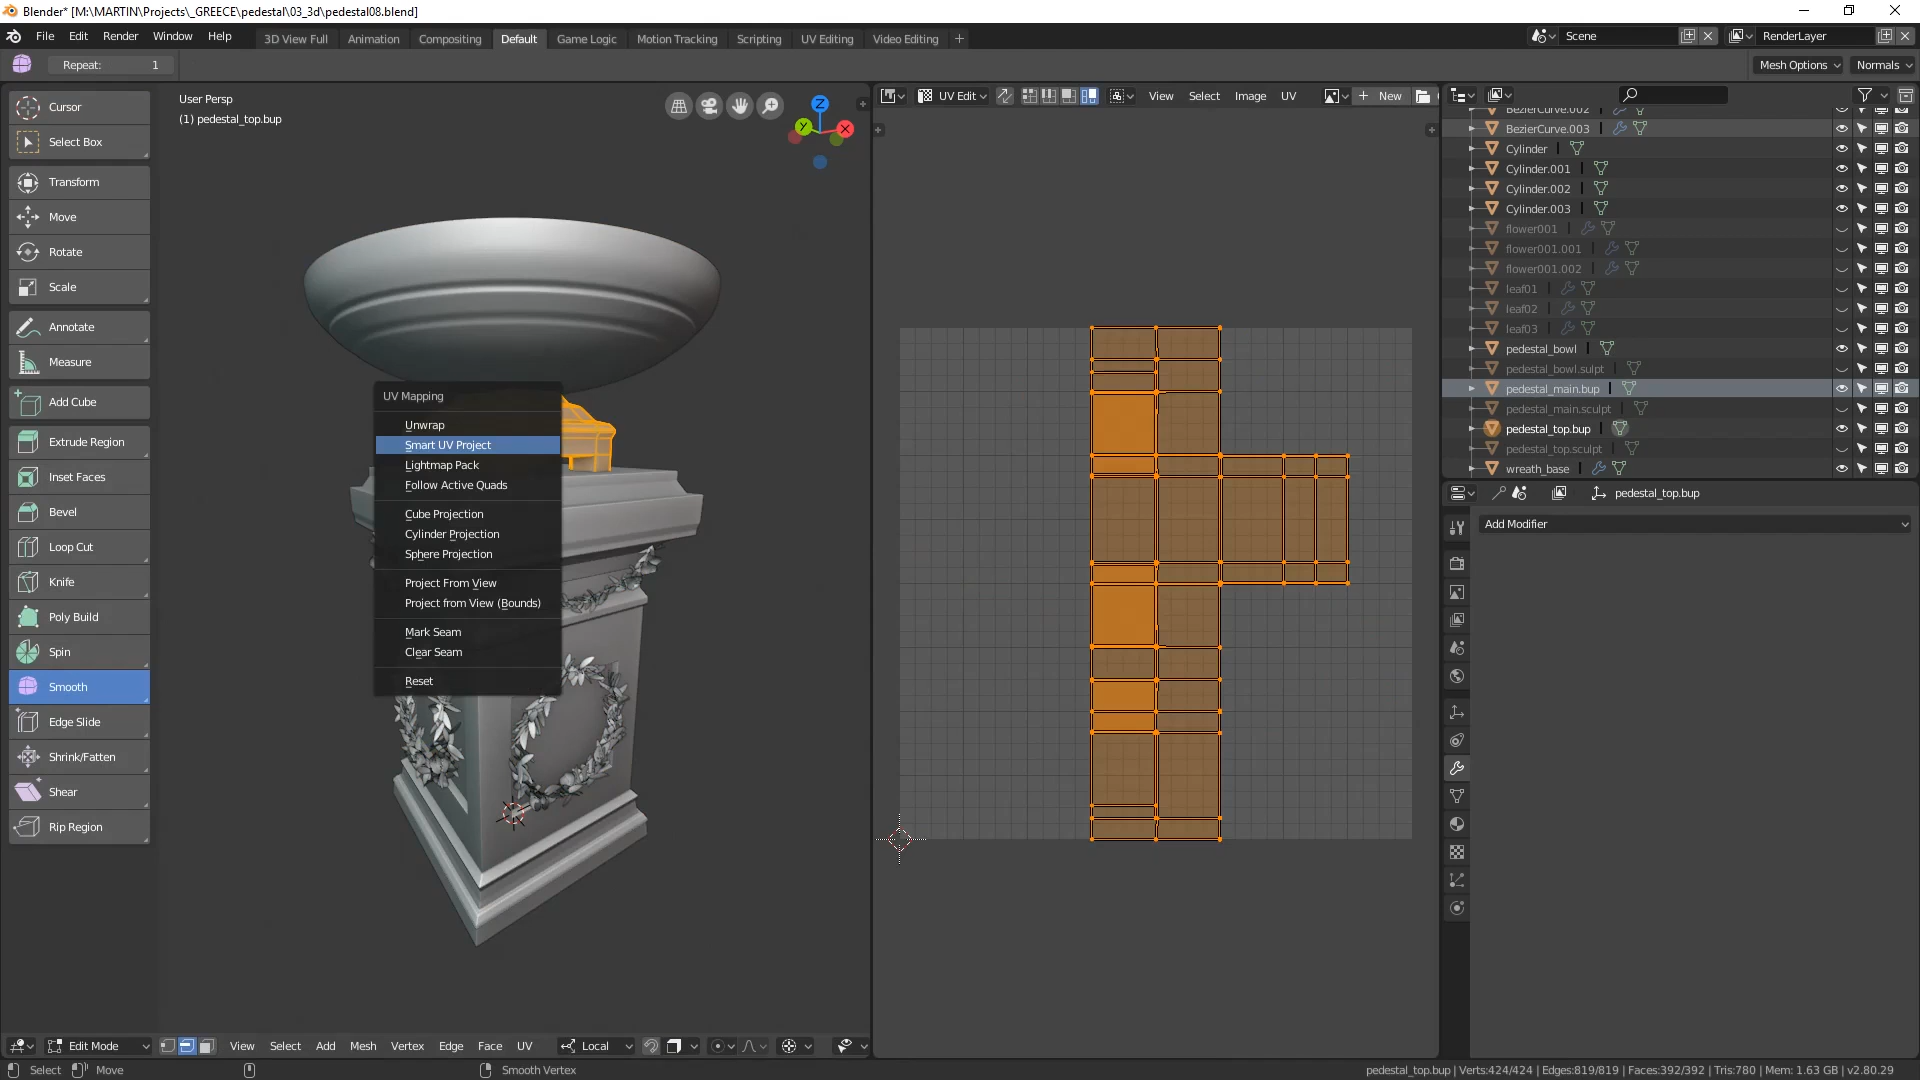 Blender* [M:\MARTIN\Projects\_GREECE\pedestal\03_3d\pedestal08.blend]
File Edit Render Window Help
3D View Full Animation Compositing Default Game Logic Motion Tracking Scripting UV Editing Video Editing
Scene
RenderLayer
Repeat: 1
Mesh Options
Normals
Cursor
Select Box
Transform
Move
Rotate
Scale
Annotate
Measure
Add Cube
Extrude Region
Inset Faces
Bevel
Loop Cut
Knife
Poly Build
Spin
Smooth
Edge Slide
Shrink/Fatten
Shear
Rip Region
User Persp
(1) pedestal_top.bup
Z
Y
X
UV Mapping
Unwrap
Smart UV Project
Lightmap Pack
Follow Active Quads
Cube Projection
Cylinder Projection
Sphere Projection
Project From View
Project from View (Bounds)
Mark Seam
Clear Seam
Reset
UV Edit
View Select Image UV
New
BezierCurve.002
BezierCurve.003
Cylinder
Cylinder.001
Cylinder.002
Cylinder.003
flower001
flower001.001
flower001.002
leaf01
leaf02
leaf03
pedestal_bowl
pedestal_bowl.sulpt
pedestal_main.bup
pedestal_main.sculpt
pedestal_top.bup
pedestal_top.sculpt
wreath_base
pedestal_top.bup
Add Modifier
Edit Mode
View Select Add Mesh Vertex Edge Face UV
Local
Select Move Smooth Vertex
pedestal_top.bup | Verts:424/424 | Edges:819/819 | Faces:392/392 | Tris:780 | Mem: 1.63 GB | v2.80.29